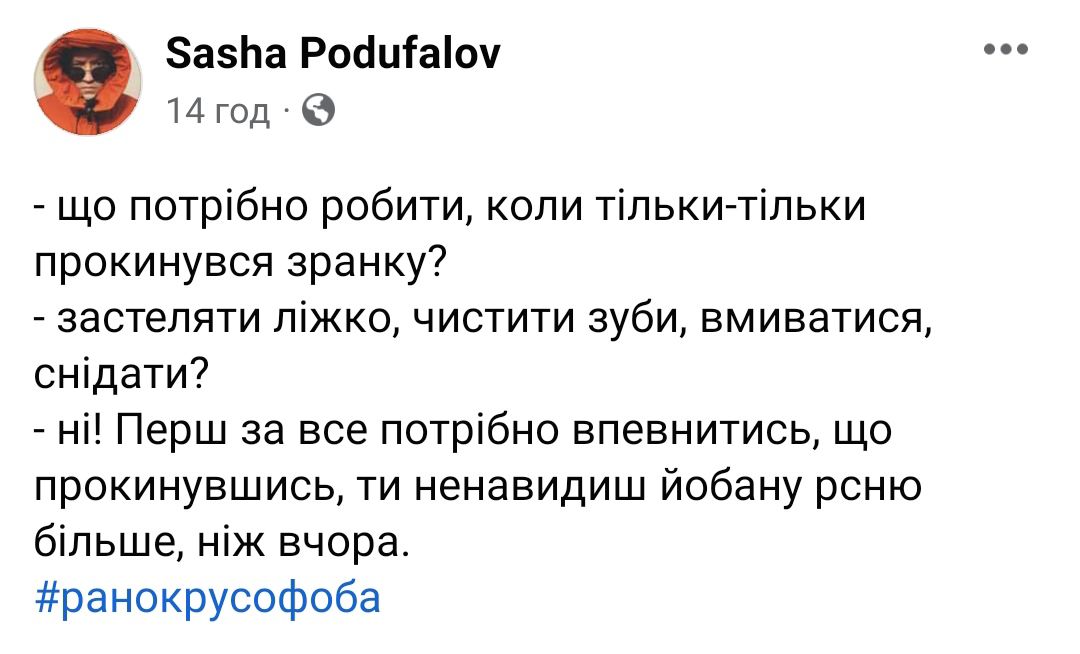 Sasha Podufalov
14 год ·
- що потрібно робити, коли тільки-тільки
прокинувся зранку?
- застеляти ліжко, чистити зуби, вмиватися,
снідати?
- ні! Перш за все потрібно впевнитись, що
прокинувшись, ти ненавидиш йобану рсню
більше, ніж вчора.
#ранокрусофоба